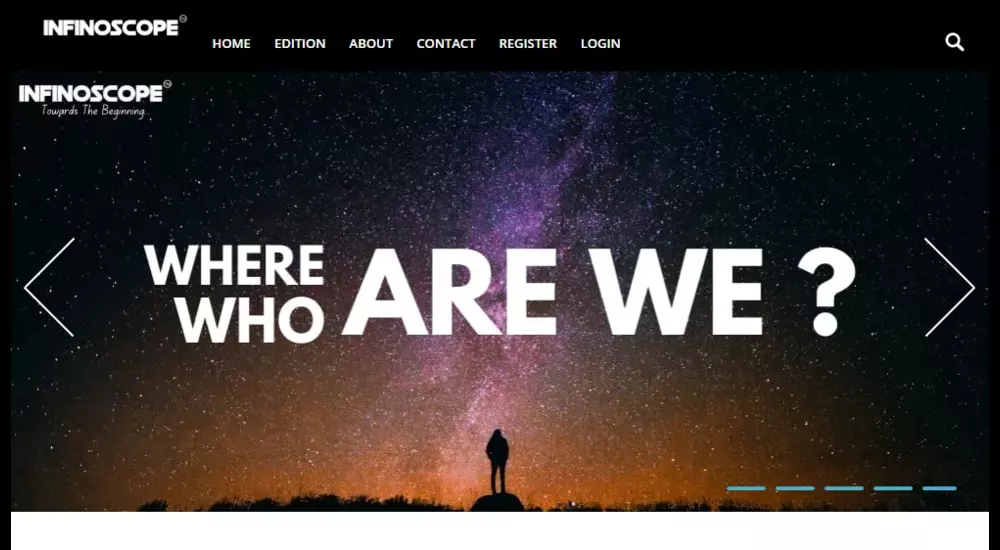 INFINOSCOPE
HOME EDITION ABOUT CONTACT REGISTER LOGIN
INFINOSCOPE
Towards The Beginning...
WHERE
WHO ARE WE ?